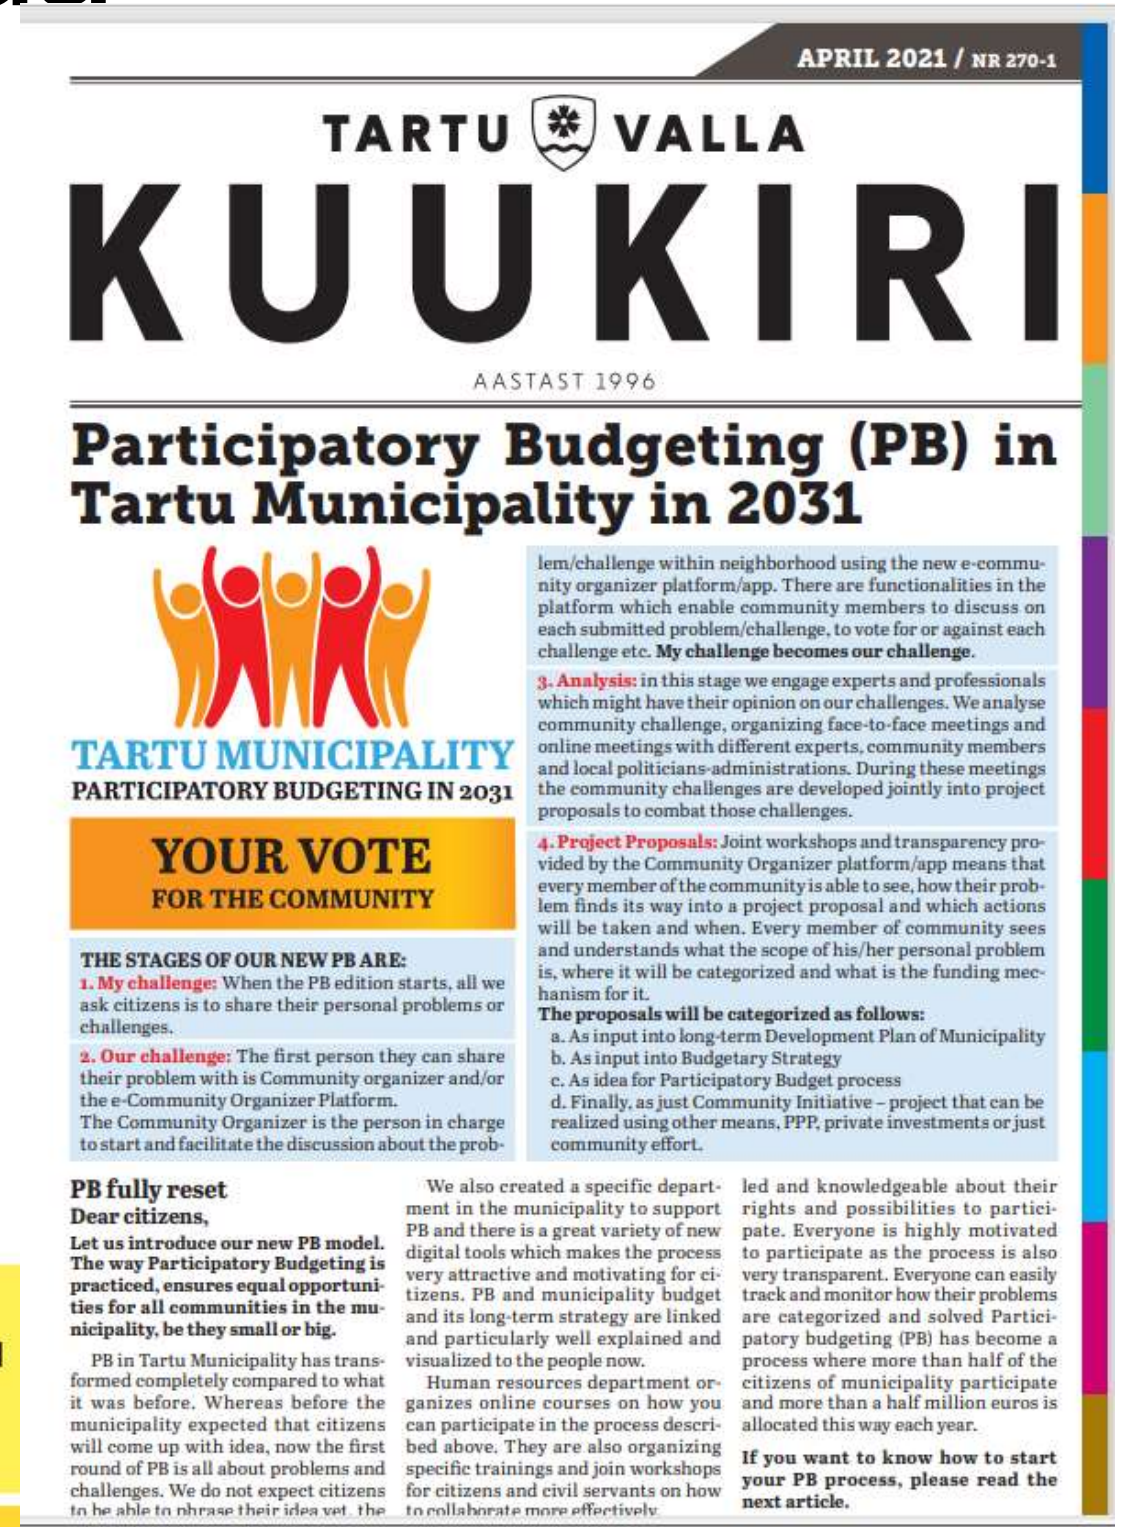 APRIL 2021 / NR 270-1
TARTU VALLA
KUUKIRI
AASTAST 1996
Participatory Budgeting (PB) in
Tartu Municipality in 2031
TARTU MUNICIPALITY
PARTICIPATORY BUDGETING IN 2031
YOUR VOTE
FOR THE COMMUNITY
THE STAGES OF OUR NEW PB ARE:
1. My challenge: When the PB edition starts, all we
ask citizens is to share their personal problems or
challenges.
2. Our challenge: The first person they can share
their problem with is Community organizer and/or
the e-Community Organizer Platform.
The Community Organizer is the person in charge
to start and facilitate the discussion about the prob-
lem/challenge within neighborhood using the new e-commu-
nity organizer platform/app. There are functionalities in the
platform which enable community members to discuss on
each submitted problem/challenge, to vote for or against each
challenge etc. My challenge becomes our challenge.
3. Analysis: in this stage we engage experts and professionals
which might have their opinion on our challenges. We analyse
community challenge, organizing face-to-face meetings and
online meetings with different experts, community members
and local politicians-administrations. During these meetings
the community challenges are developed jointly into project
proposals to combat those challenges.
4. Project Proposals: Joint workshops and transparency pro-
vided by the Community Organizer platform/app means that
every member of the community is able to see, how their prob-
lem finds its way into a project proposal and which actions
will be taken and when. Every member of community sees
and understands what the scope of his/her personal problem
is, where it will be categorized and what is the funding mec-
hanism for it.
The proposals will be categorized as follows:
a. As input into long-term Development Plan of Municipality
b. As input into Budgetary Strategy
c. As idea for Participatory Budget process
d. Finally, as just Community Initiative – project that can be
realized using other means, PPP, private investments or just
community effort.
PB fully reset
Dear citizens,
Let us introduce our new PB model.
The way Participatory Budgeting is
practiced, ensures equal opportuni-
ties for all communities in the mu-
nicipality, be they small or big.
PB in Tartu Municipality has trans-
formed completely compared to what
it was before. Whereas before the
municipality expected that citizens
will come up with idea, now the first
round of PB is all about problems and
challenges. We do not expect citizens
to be able to phrase their idea yet, the
We also created a specific depart-
ment in the municipality to support
PB and there is a great variety of new
digital tools which makes the process
very attractive and motivating for ci-
tizens. PB and municipality budget
and its long-term strategy are linked
and particularly well explained and
visualized to the people now.
Human resources department or-
ganizes online courses on how you
can participate in the process descri-
bed above. They are also organizing
specific trainings and join workshops
for citizens and civil servants on how
to collaborate more effectively.
led and knowledgeable about their
rights and possibilities to partici-
pate. Everyone is highly motivated
to participate as the process is also
very transparent. Everyone can easily
track and monitor how their problems
are categorized and solved Partici-
patory budgeting (PB) has become a
process where more than half of the
citizens of municipality participate
and more than a half million euros is
allocated this way each year.
If you want to know how to start
your PB process, please read the
next article.